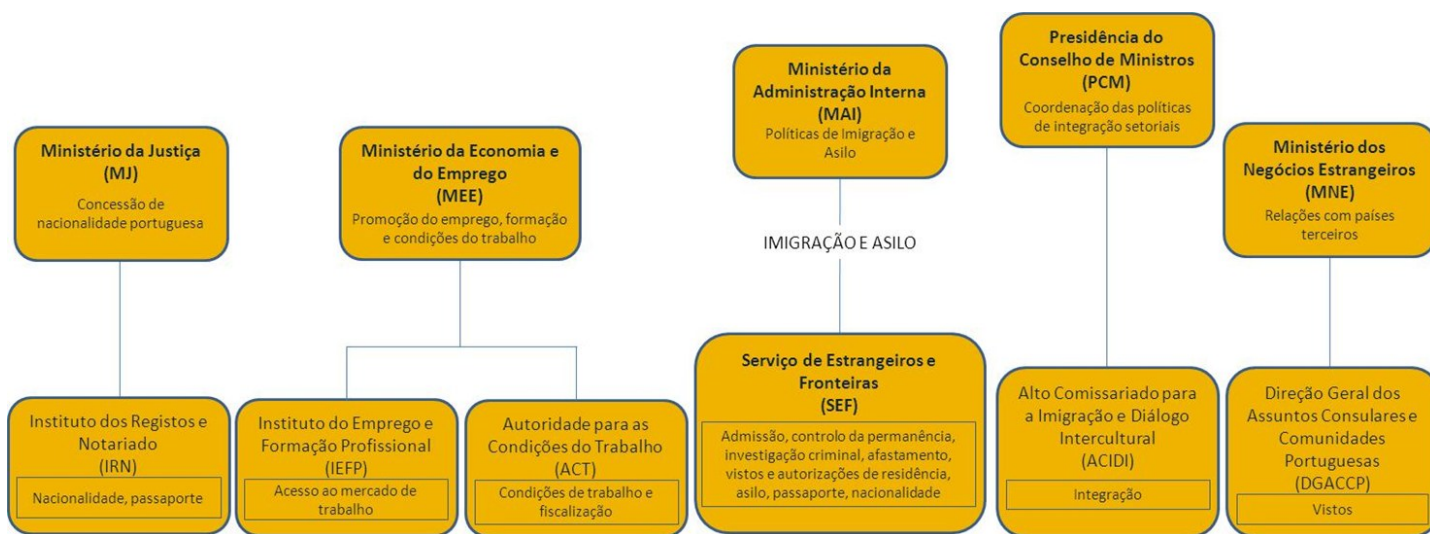 Ministério da Justiça
(MJ)
Concessão de
nacionalidade portuguesa
Ministério da Economia e
do Emprego
(MEE)
Promoção do emprego, formação
e condições do trabalho
Ministério da
Administração Interna
(MAI)
Políticas de Imigração e
Asilo
Presidência do
Conselho de Ministros
(PCM)
Coordenação das políticas
de integração setoriais
Ministério dos
Negócios Estrangeiros
(MNE)
Relações com países
terceiros
IMIGRAÇÃO E ASILO
Instituto dos Registos e
Notariado
(IRN)
Nacionalidade, passaporte
Instituto do Emprego e
Formação Profissional
(IEFP)
Acesso ao mercado de
trabalho
Autoridade para as
Condições do Trabalho
(ACT)
Condições de trabalho e
fiscalização
Serviço de Estrangeiros e
Fronteiras
(SEF)
Admissão, controlo da permanência,
investigação criminal, afastamento,
vistos e autorizações de residência,
asilo, passaporte, nacionalidade
Alto Comissariado para
a Imigração e Diálogo
Intercultural
(ACIDI)
Integração
Direção Geral dos
Assuntos Consulares e
Comunidades
Portuguesas
(DGACCP)
Vistos